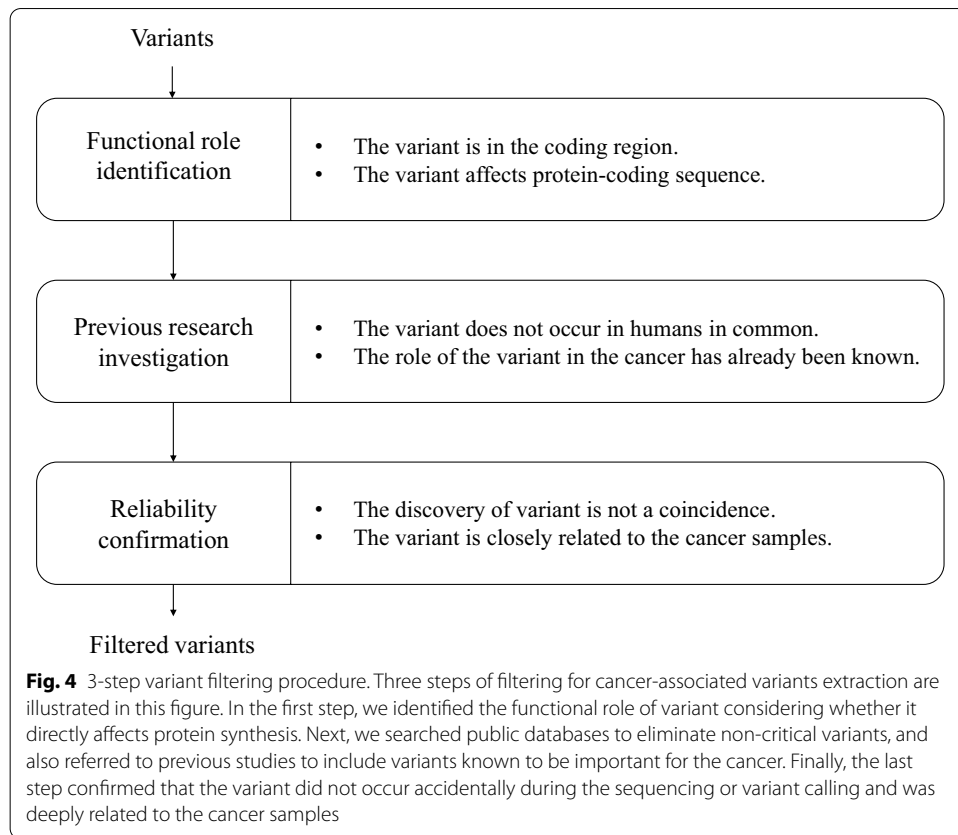 Variants
Functional role
identification
• The variant is in the coding region.
• The variant affects protein-coding sequence.
Previous research
investigation
• The variant does not occur in humans in common.
• The role of the variant in the cancer has already been known.
Reliability
confirmation
• The discovery of variant is not a coincidence.
• The variant is closely related to the cancer samples.
Filtered variants
Fig. 4 3-step variant filtering procedure. Three steps of filtering for cancer-associated variants extraction are
illustrated in this figure. In the first step, we identified the functional role of variant considering whether it
directly affects protein synthesis. Next, we searched public databases to eliminate non-critical variants, and
also referred to previous studies to include variants known to be important for the cancer. Finally, the last
step confirmed that the variant did not occur accidentally during the sequencing or variant calling and was
deeply related to the cancer samples